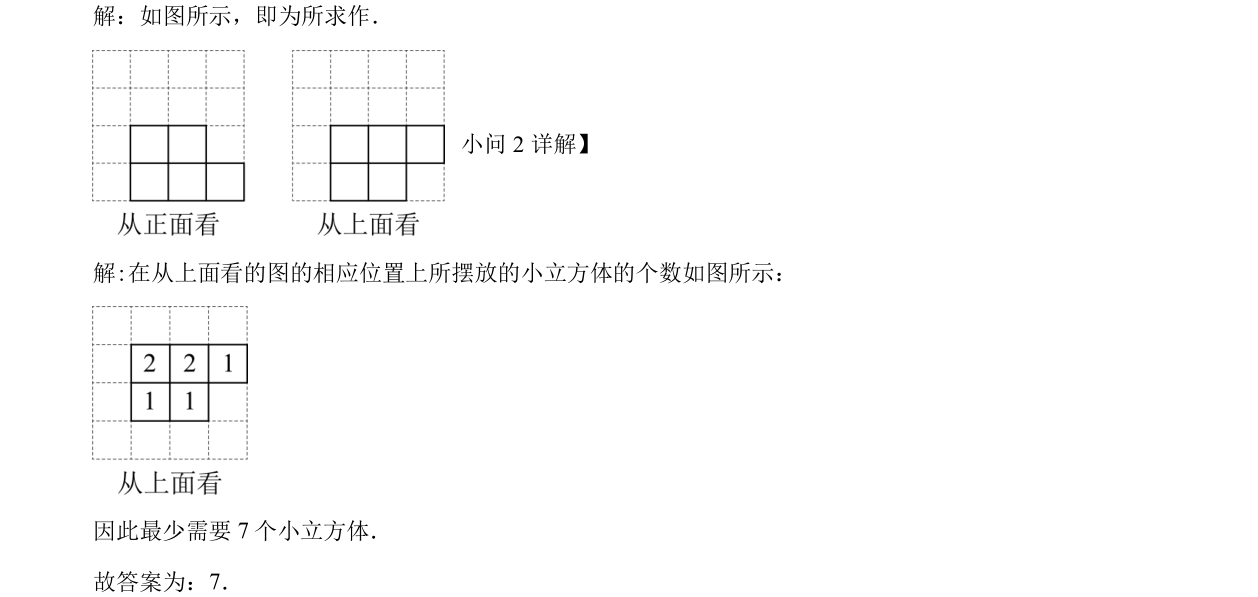 解：如图所示，即为所求作．
小问 2 详解】
从正面看
从上面看
解:在从上面看的图的相应位置上所摆放的小立方体的个数如图所示：
2 2 1
1 1
从上面看
因此最少需要 7 个小立方体．
故答案为：7．